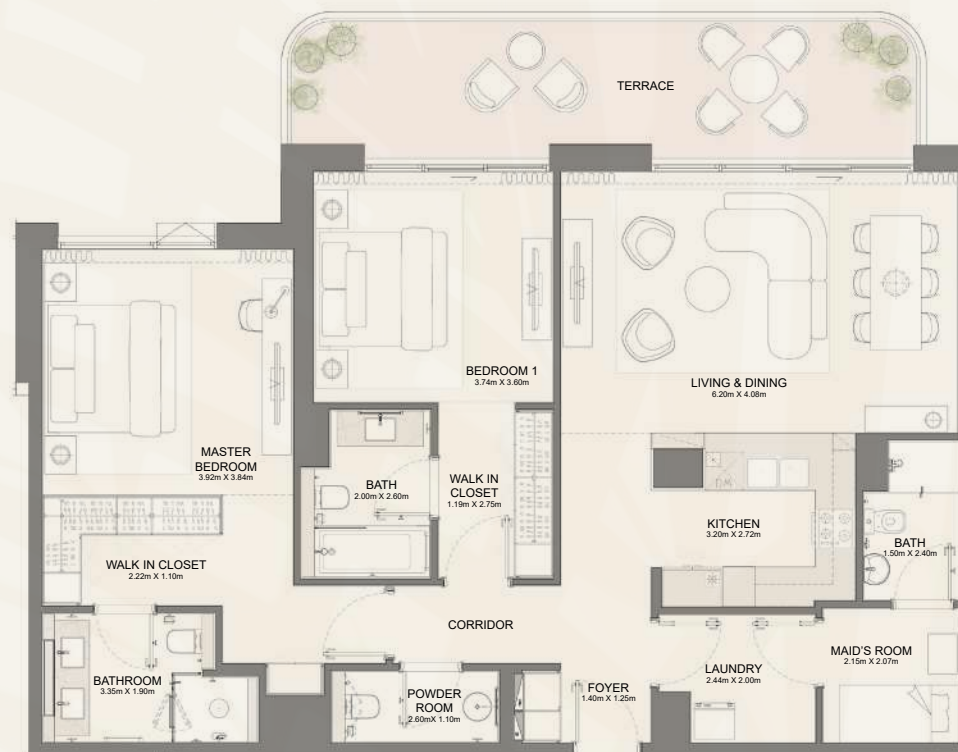 TERRACE
BEDROOM 1
3.74m X 3.60m
LIVING & DINING
6.20m X 4.08m
MASTER
BEDROOM
3.92m X 3.84m
BATH
2.00m X 2.60m
WALK IN
CLOSET
1.19m X 2.75m
KITCHEN
3.20m X 2.72m
DM
BATH
1.50m X 2.40m
WALK IN CLOSET
2.22m X 1.10m
CORRIDOR
MAID'S ROOM
2.15m X 2.07m
LAUNDRY
2.44m X 2.00m
BATHROOM
3.35m X 1.90m
POWDER
ROOM
2.60mX 1.10m
FOYER
1.40m X 1.25m